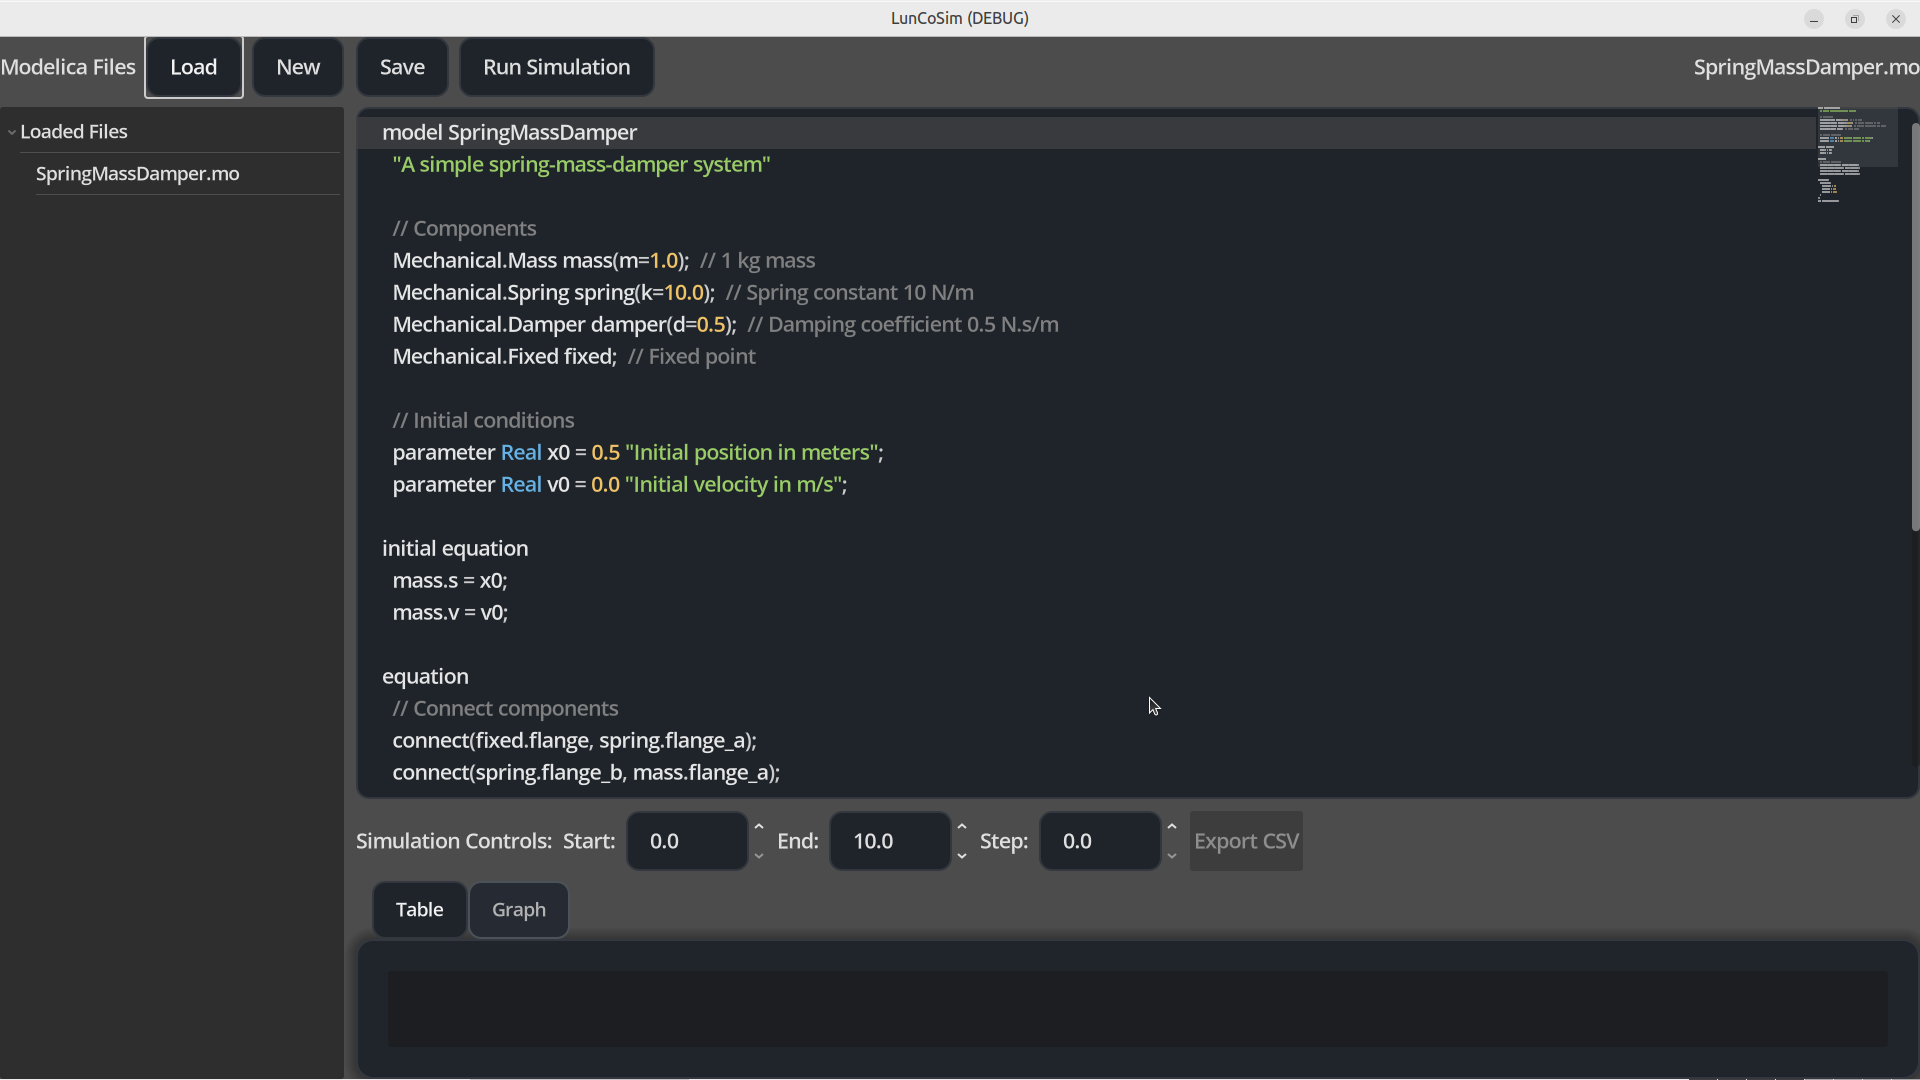 LunCoSim (DEBUG)
Modelica Files Load New Save Run Simulation SpringMassDamper.mo
Loaded Files
SpringMassDamper.mo
model SpringMassDamper
"A simple spring-mass-damper system"
// Components
Mechanical.Mass mass(m=1.0); // 1 kg mass
Mechanical.Spring spring(k=10.0); // Spring constant 10 N/m
Mechanical.Damper damper(d=0.5); // Damping coefficient 0.5 N.s/m
Mechanical.Fixed fixed; // Fixed point
// Initial conditions
parameter Real x0 = 0.5 "Initial position in meters";
parameter Real v0 = 0.0 "Initial velocity in m/s";
initial equation
mass.s = x0;
mass.v = v0;
equation
// Connect components
connect(fixed.flange, spring.flange_a);
connect(spring.flange_b, mass.flange_a);
Simulation Controls: Start: 0.0 End: 10.0 Step: 0.0 Export CSV
Table Graph